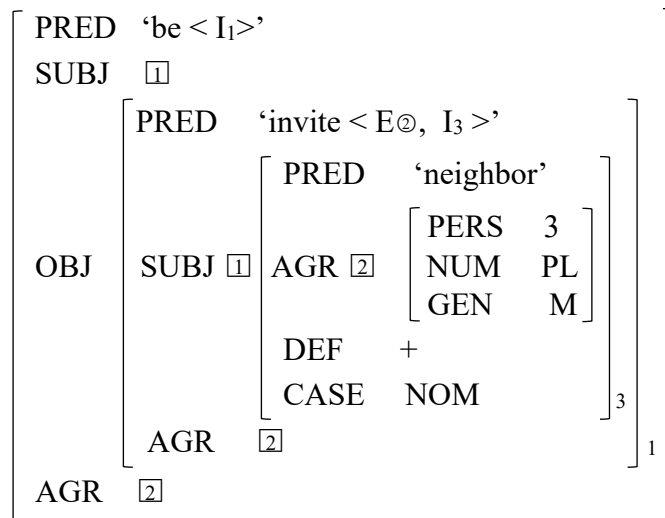 PRED ‘be < I₁>’
SUBJ 1
PRED ‘invite < E②, I₃ >’
PRED ‘neighbor’
PERS 3
OBJ SUBJ 1 AGR 2 NUM PL
GEN M
DEF +
CASE NOM
3
AGR 2
1
AGR 2